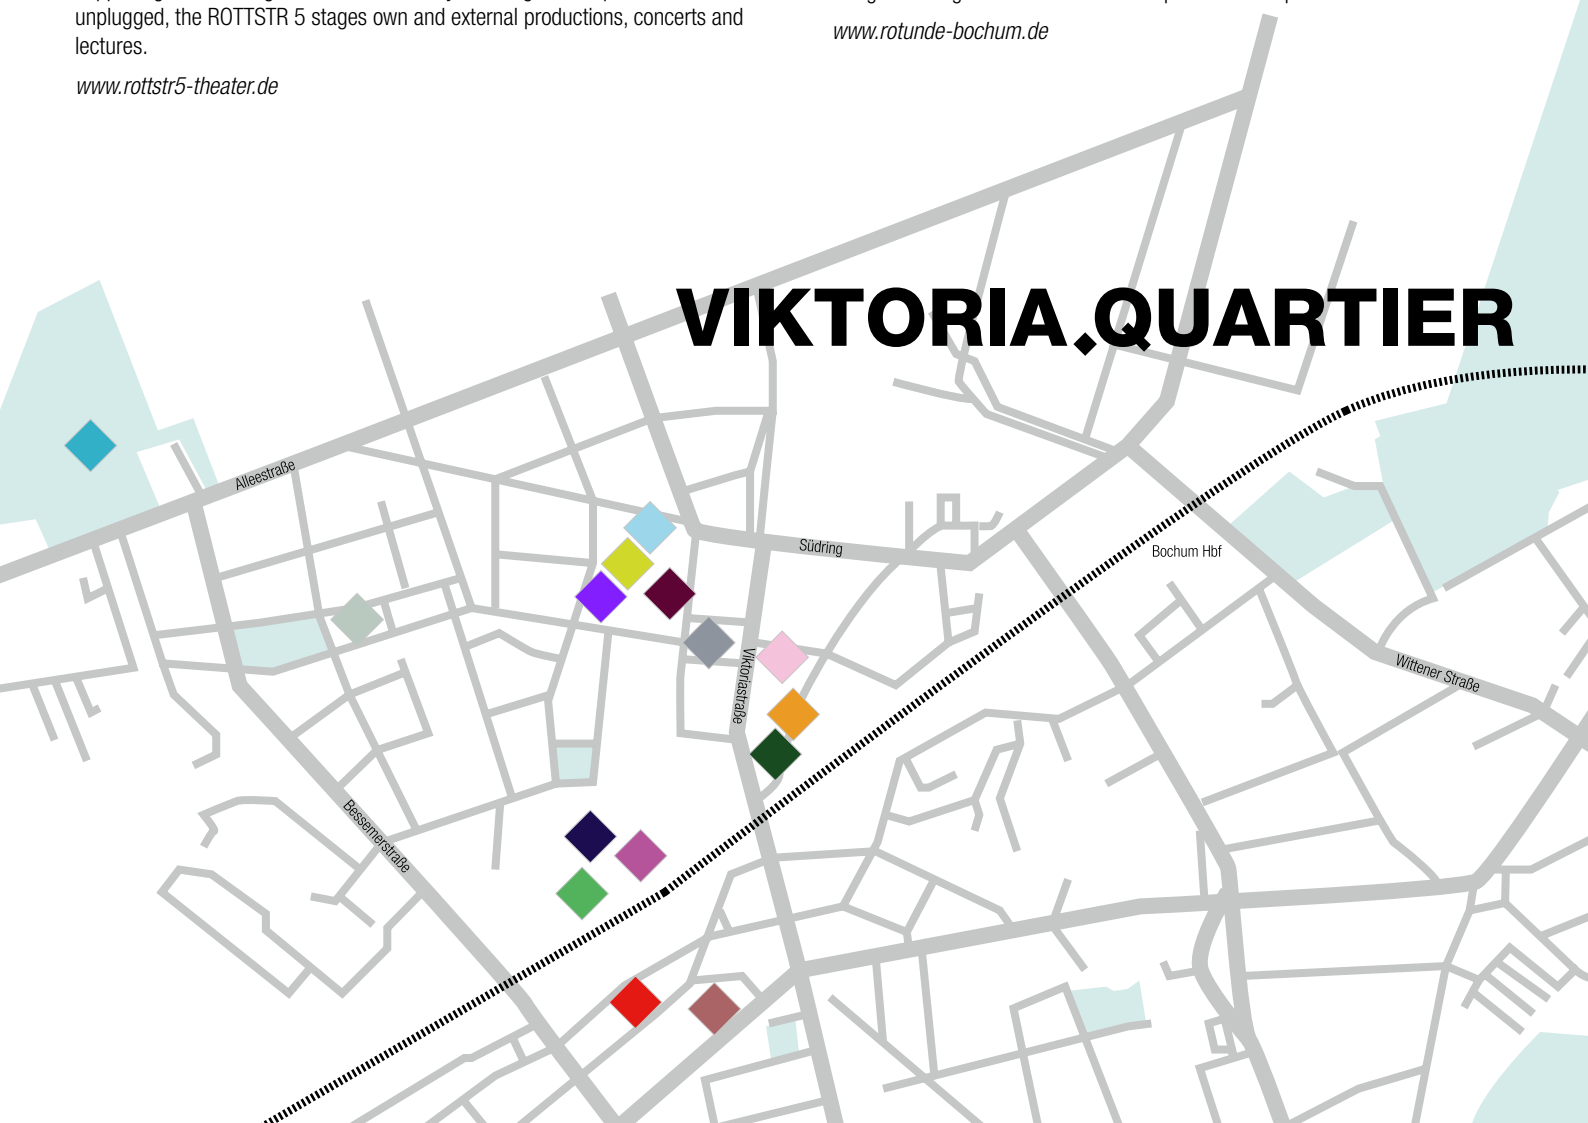 unplugged, the ROTTSTR 5 stages own and external productions, concerts and
lectures.
www.rottstr5-theater.de
www.rotunde-bochum.de
VIKTORIA.QUARTIER
Alleestraße
Südring
Bochum Hbf
Viktoriastraße
Wittener Straße
Bessemerstraße